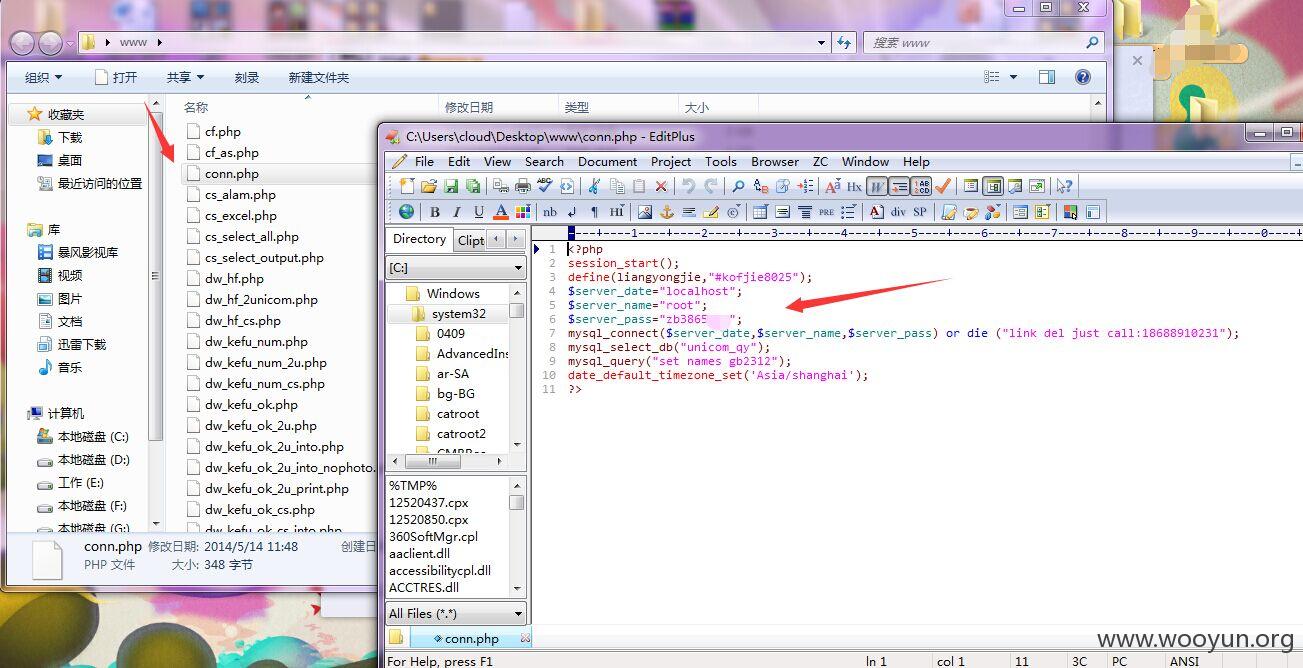 www
搜索 www
组织
打开
共享
刻录
新建文件夹
收藏夹
下载
桌面
最近访问的位置
库
暴风影视库
视频
图片
文档
迅雷下载
音乐
计算机
本地磁盘 (C:)
本地磁盘 (D:)
工作 (E:)
本地磁盘 (F:)
本地磁盘 (G:)
名称
修改日期
类型
大小
cf.php
cf_as.php
conn.php
cs_alam.php
cs_excel.php
cs_select_all.php
cs_select_output.php
dw_hf.php
dw_hf_2unicom.php
dw_hf_cs.php
dw_kefu_num.php
dw_kefu_num_2u.php
dw_kefu_num_cs.php
dw_kefu_ok.php
dw_kefu_ok_2u.php
dw_kefu_ok_2u_into.php
dw_kefu_ok_2u_into_nophoto.
dw_kefu_ok_2u_print.php
dw_kefu_ok_cs.php
dw_kefu_ok_cs_into.php
conn.php 修改日期: 2014/5/14 11:48 创建日
PHP 文件 大小: 348 字节
C:\Users\cloud\Desktop\www\conn.php - EditPlus
File Edit View Search Document Project Tools Browser ZC Window Help
Directory Clipt
[C:]
Windows
system32
0409
AdvancedIns
ar-SA
bg-BG
catroot
catroot2
%TMP%
12520437.cpx
12520850.cpx
360SoftMgr.cpl
aaclient.dll
accessibilitycpl.dll
ACCTRES.dll
All Files (*.*)
conn.php
----+----1----+----2----+----3----+----4----+----5----+----6----+----7----+----8----+----9----+----0----+--
1 <?php
2 session_start();
3 define(liangyongjie,"#kofjie8025");
4 $server_date="localhost";
5 $server_name="root";
6 $server_pass="zb3865 ";
7 mysql_connect($server_date,$server_name,$server_pass) or die ("link del just call:18688910231");
8 mysql_select_db("unicom_qy");
9 mysql_query("set names gb2312");
10 date_default_timezone_set('Asia/shanghai');
11 ?>
www.wooyun.org
For Help, press F1 ln 1 col 1 11 3C PC ANSI